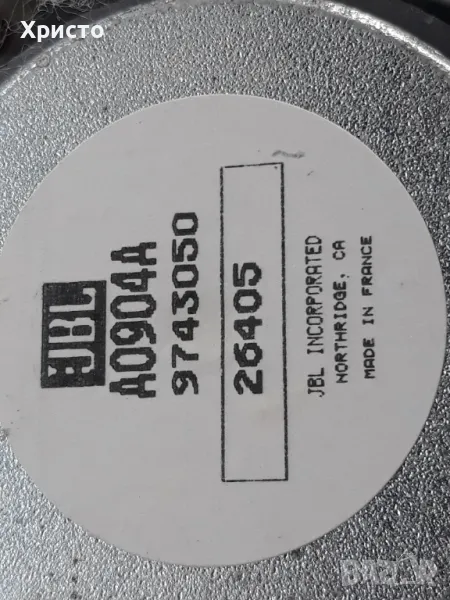 Христо
JBL
A0904A
9743050
26405
JBL INCORPORATED
NORTHRIDGE, CA
MADE IN FRANCE